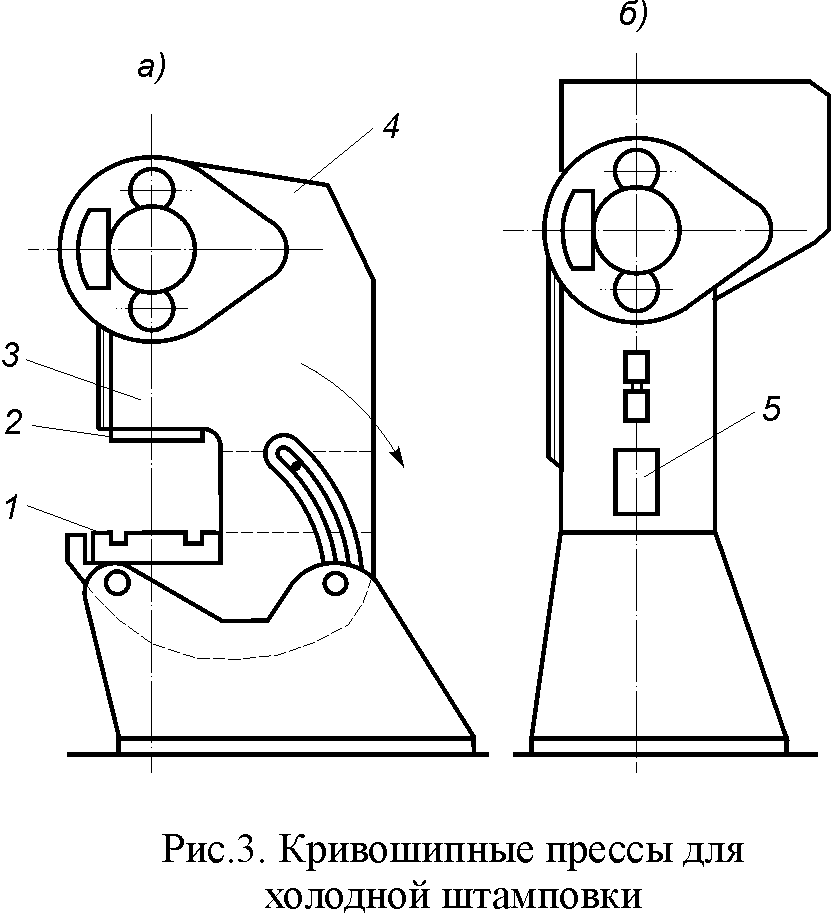 а)
б)
4
3
2
1
5
Рис.3. Кривошипные прессы для
холодной штамповки